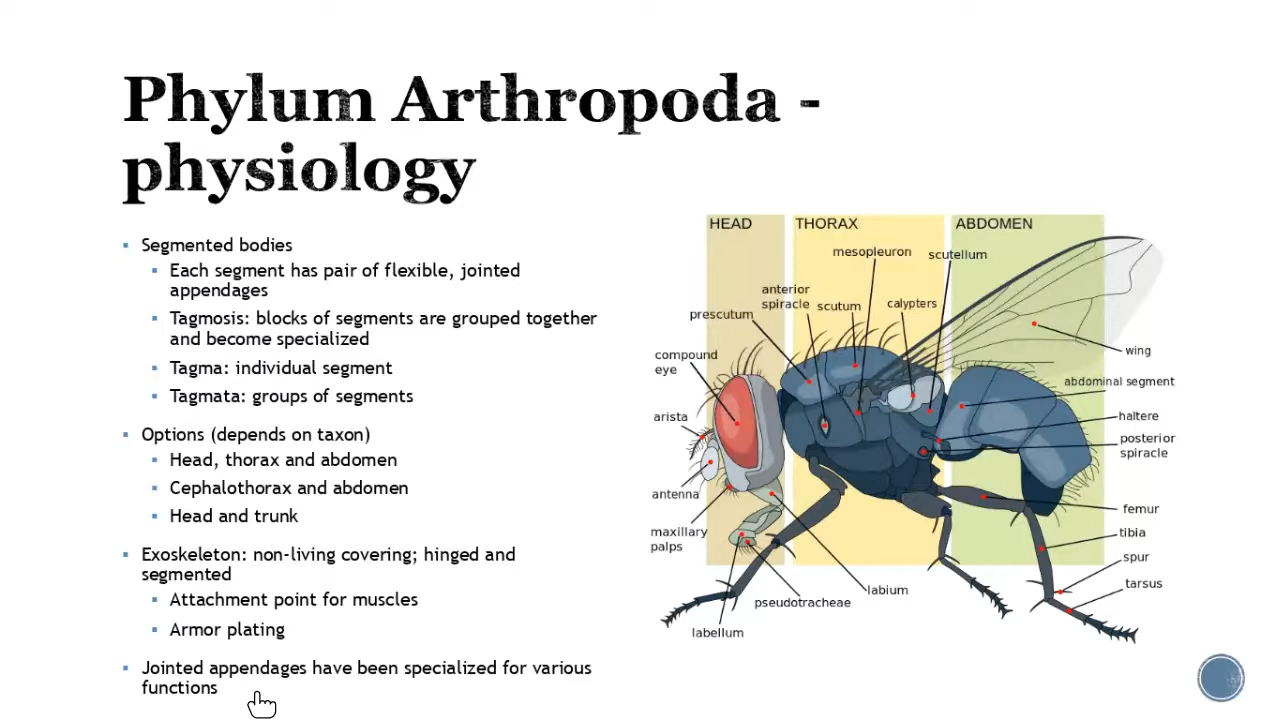 Phylum Arthropoda -
physiology
Segmented bodies
Each segment has pair of flexible, jointed
appendages
Tagmosis: blocks of segments are grouped together
and become specialized
Tagma: individual segment
Tagmata: groups of segments
Options (depends on taxon)
Head, thorax and abdomen
Cephalothorax and abdomen
Head and trunk
Exoskeleton: non-living covering; hinged and
segmented
Attachment point for muscles
Armor plating
Jointed appendages have been specialized for various
functions
HEAD
THORAX
ABDOMEN
mesopleuron
scutellum
anterior
spiracle
scutum
calypters
prescutum
compound
eye
arista
antenna
maxillary
palps
labellum
pseudotracheae
labium
wing
abdominal segment
haltere
posterior
spiracle
femur
tibia
spur
tarsus